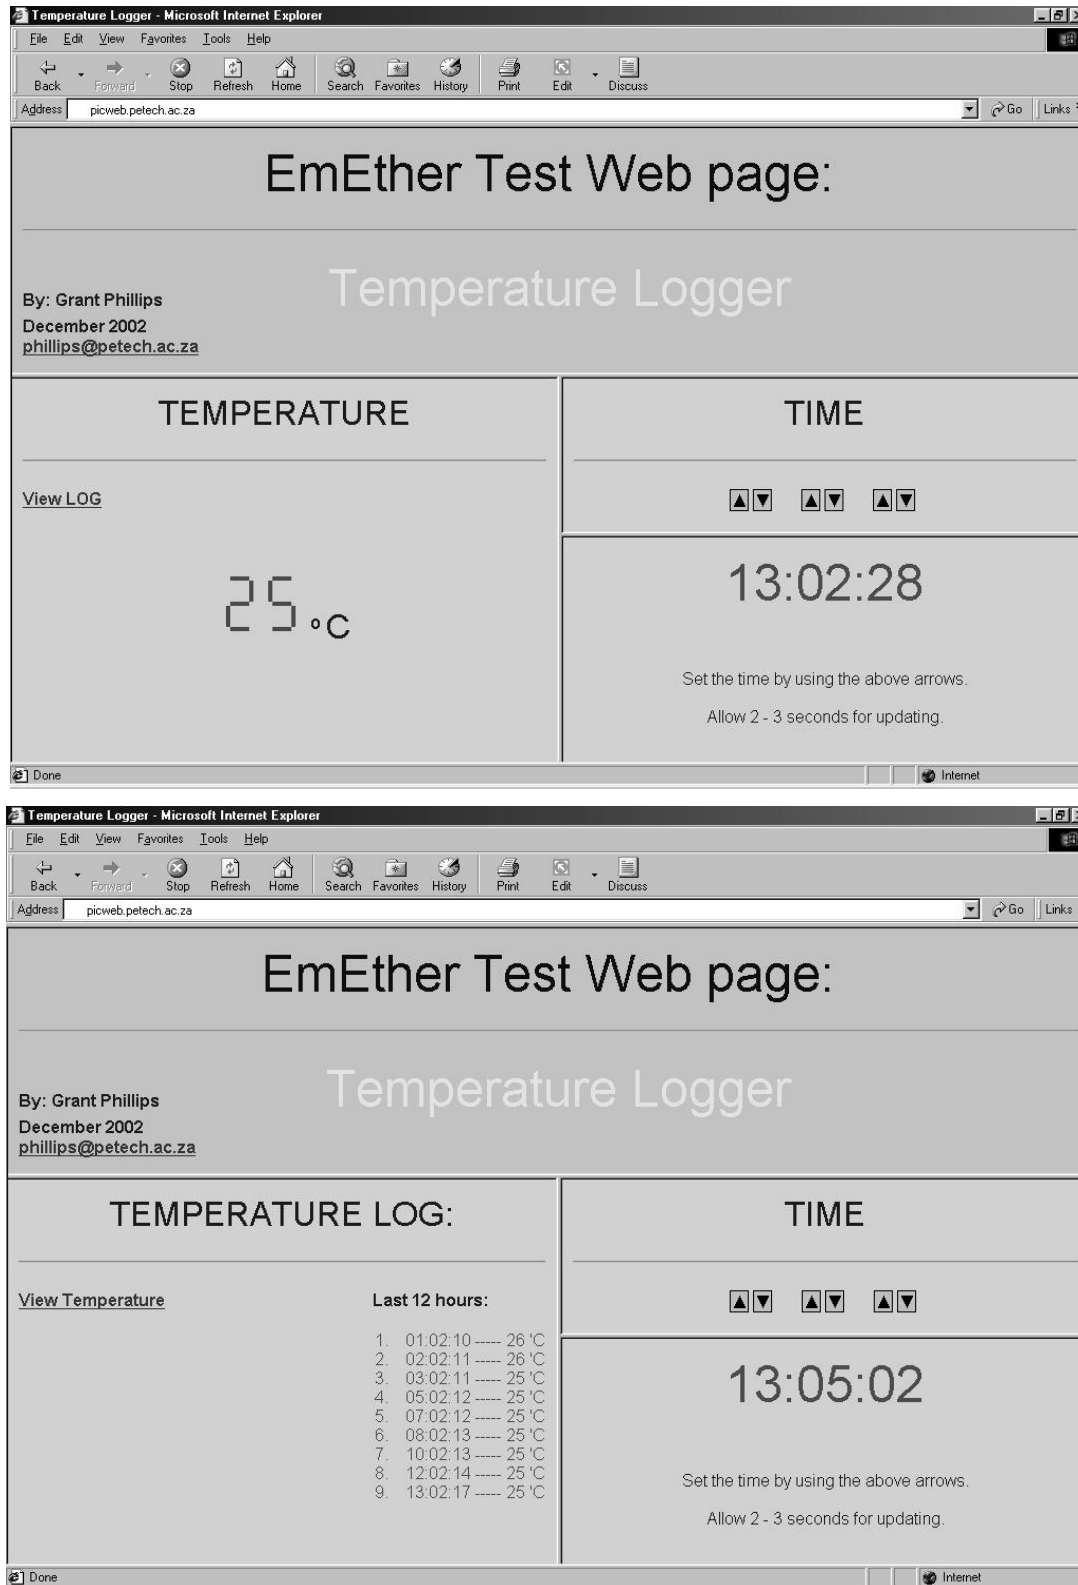 Temperature Logger - Microsoft Internet Explorer
File Edit View Favorites Tools Help
Back Forward Stop Refresh Home Search Favorites History Print Edit Discuss
Address picweb.petech.ac.za Go Links
EmEther Test Web page:
Temperature Logger
By: Grant Phillips
December 2002
phillips@petech.ac.za
TEMPERATURE
View LOG
25 °C
TIME
▲▼ ▲▼ ▲▼
13:02:28
Set the time by using the above arrows.
Allow 2 - 3 seconds for updating.
Done Internet
Temperature Logger - Microsoft Internet Explorer
File Edit View Favorites Tools Help
Back Forward Stop Refresh Home Search Favorites History Print Edit Discuss
Address picweb.petech.ac.za Go Links
EmEther Test Web page:
Temperature Logger
By: Grant Phillips
December 2002
phillips@petech.ac.za
TEMPERATURE LOG:
View Temperature
Last 12 hours:
1. 01:02:10 ----- 26 'C
2. 02:02:11 ----- 26 'C
3. 03:02:11 ----- 25 'C
4. 05:02:12 ----- 25 'C
5. 07:02:12 ----- 25 'C
6. 08:02:13 ----- 25 'C
7. 10:02:13 ----- 25 'C
8. 12:02:14 ----- 25 'C
9. 13:02:17 ----- 25 'C
TIME
▲▼ ▲▼ ▲▼
13:05:02
Set the time by using the above arrows.
Allow 2 - 3 seconds for updating.
Done Internet